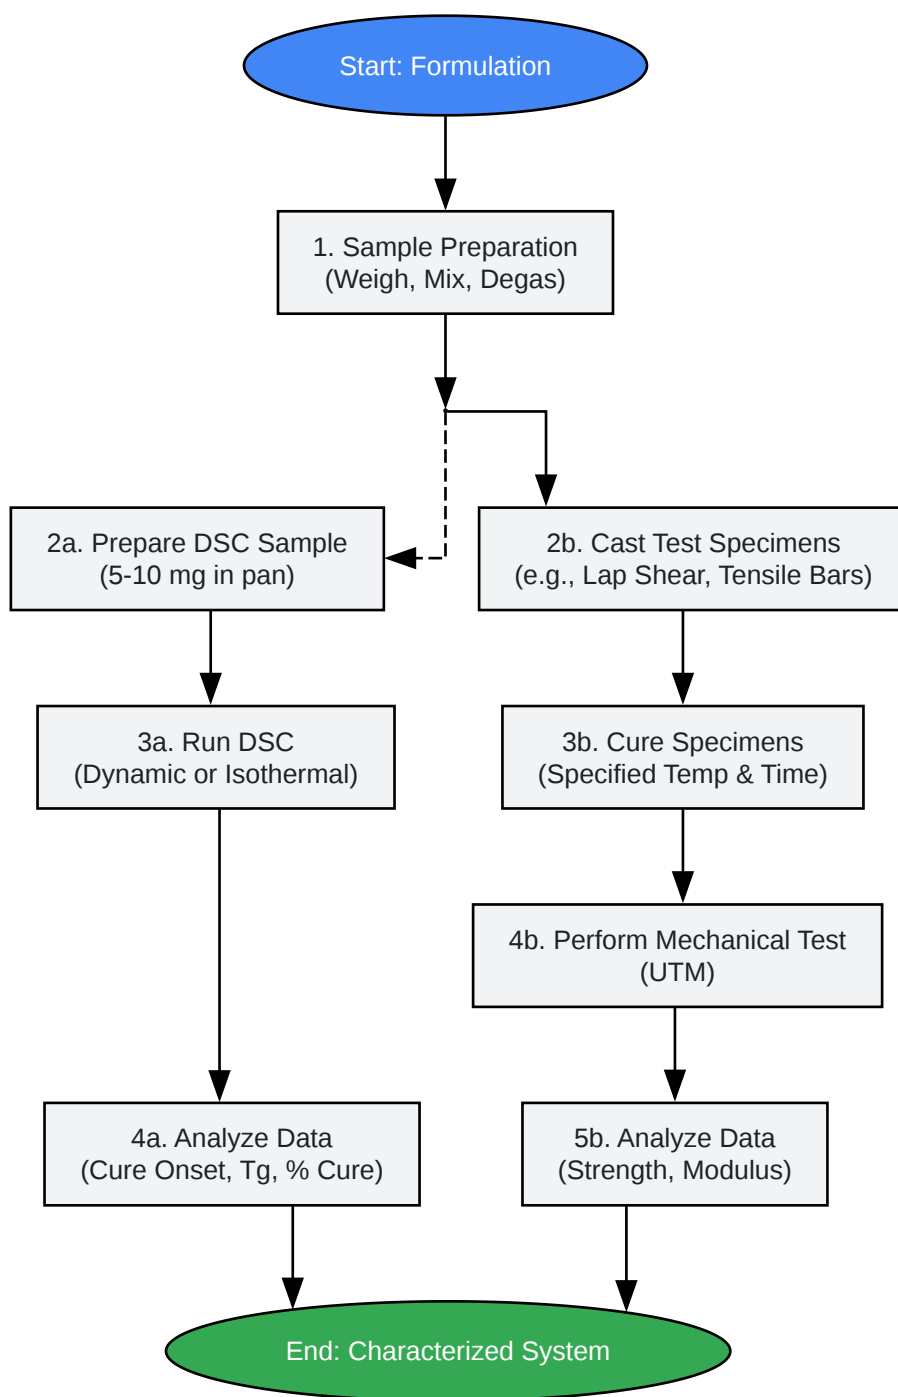 Start: Formulation
1. Sample Preparation
(Weigh, Mix, Degas)
2a. Prepare DSC Sample
(5-10 mg in pan)
2b. Cast Test Specimens
(e.g., Lap Shear, Tensile Bars)
3a. Run DSC
(Dynamic or Isothermal)
3b. Cure Specimens
(Specified Temp & Time)
4b. Perform Mechanical Test
(UTM)
4a. Analyze Data
(Cure Onset, Tg, % Cure)
5b. Analyze Data
(Strength, Modulus)
End: Characterized System